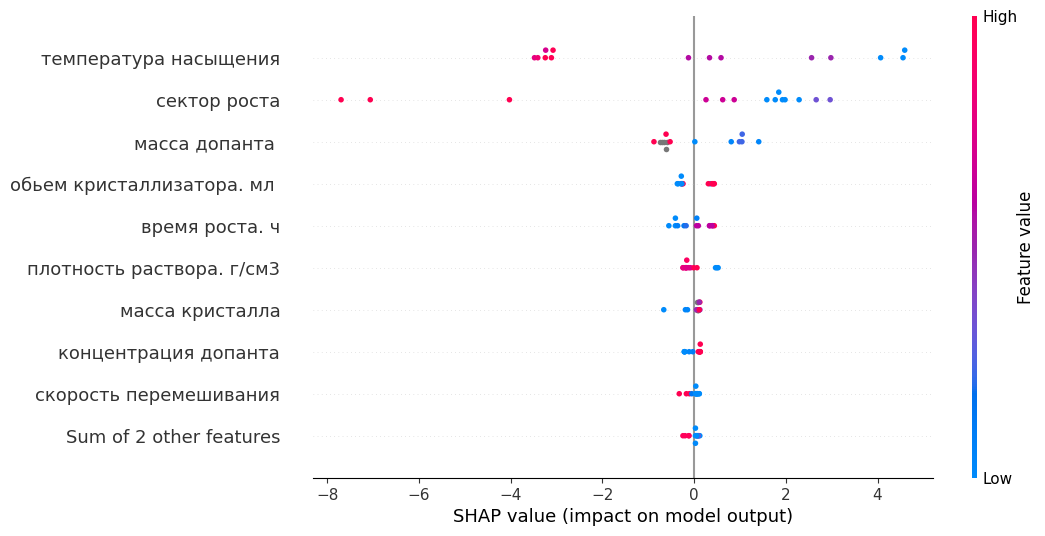 High
температура насыщения
сектор роста
масса допанта
обьем кристаллизатора. мл
время роста. ч
плотность раствора. г/см3
масса кристалла
концентрация допанта
скорость перемешивания
Sum of 2 other features
Feature value
Low
−8 −6 −4 −2 0 2 4
SHAP value (impact on model output)